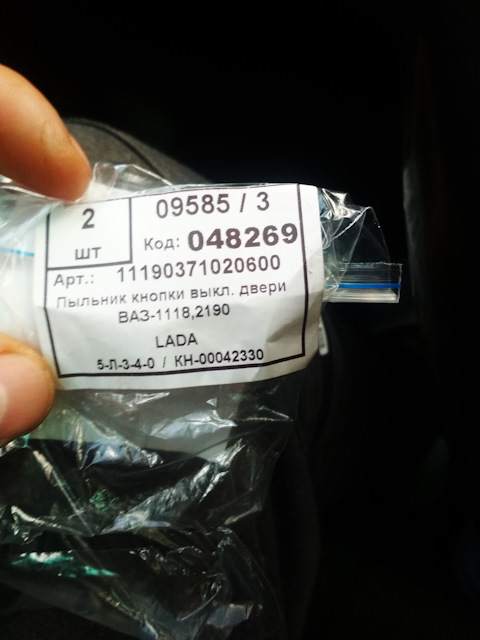 2
шт
09585 / 3
Код: 048269
Арт.: 11190371020600
Пыльник кнопки выкл. двери
ВАЗ-1118,2190
LADA
5-Л-3-4-0 / КН-00042330